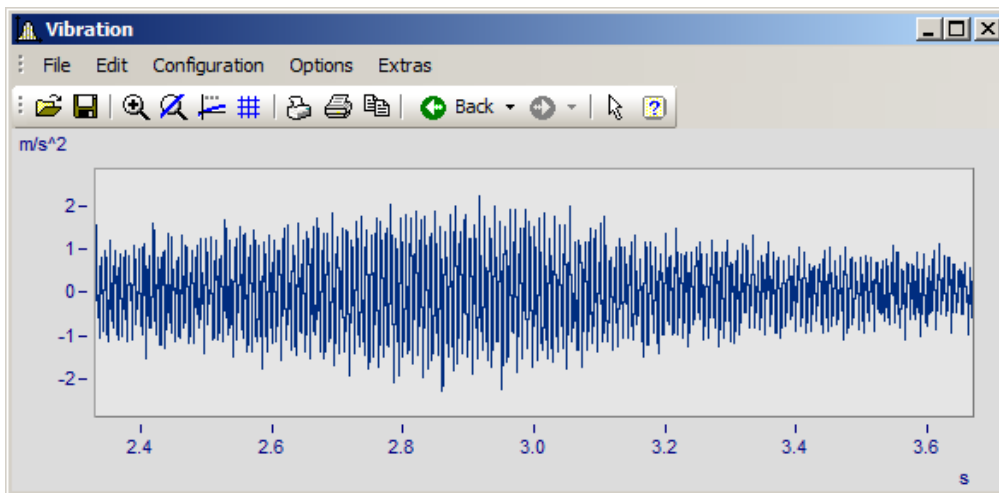 Vibration
File Edit Configuration Options Extras
Back
m/s^2
2
1
0
-1
-2
2.4 2.6 2.8 3.0 3.2 3.4 3.6
s